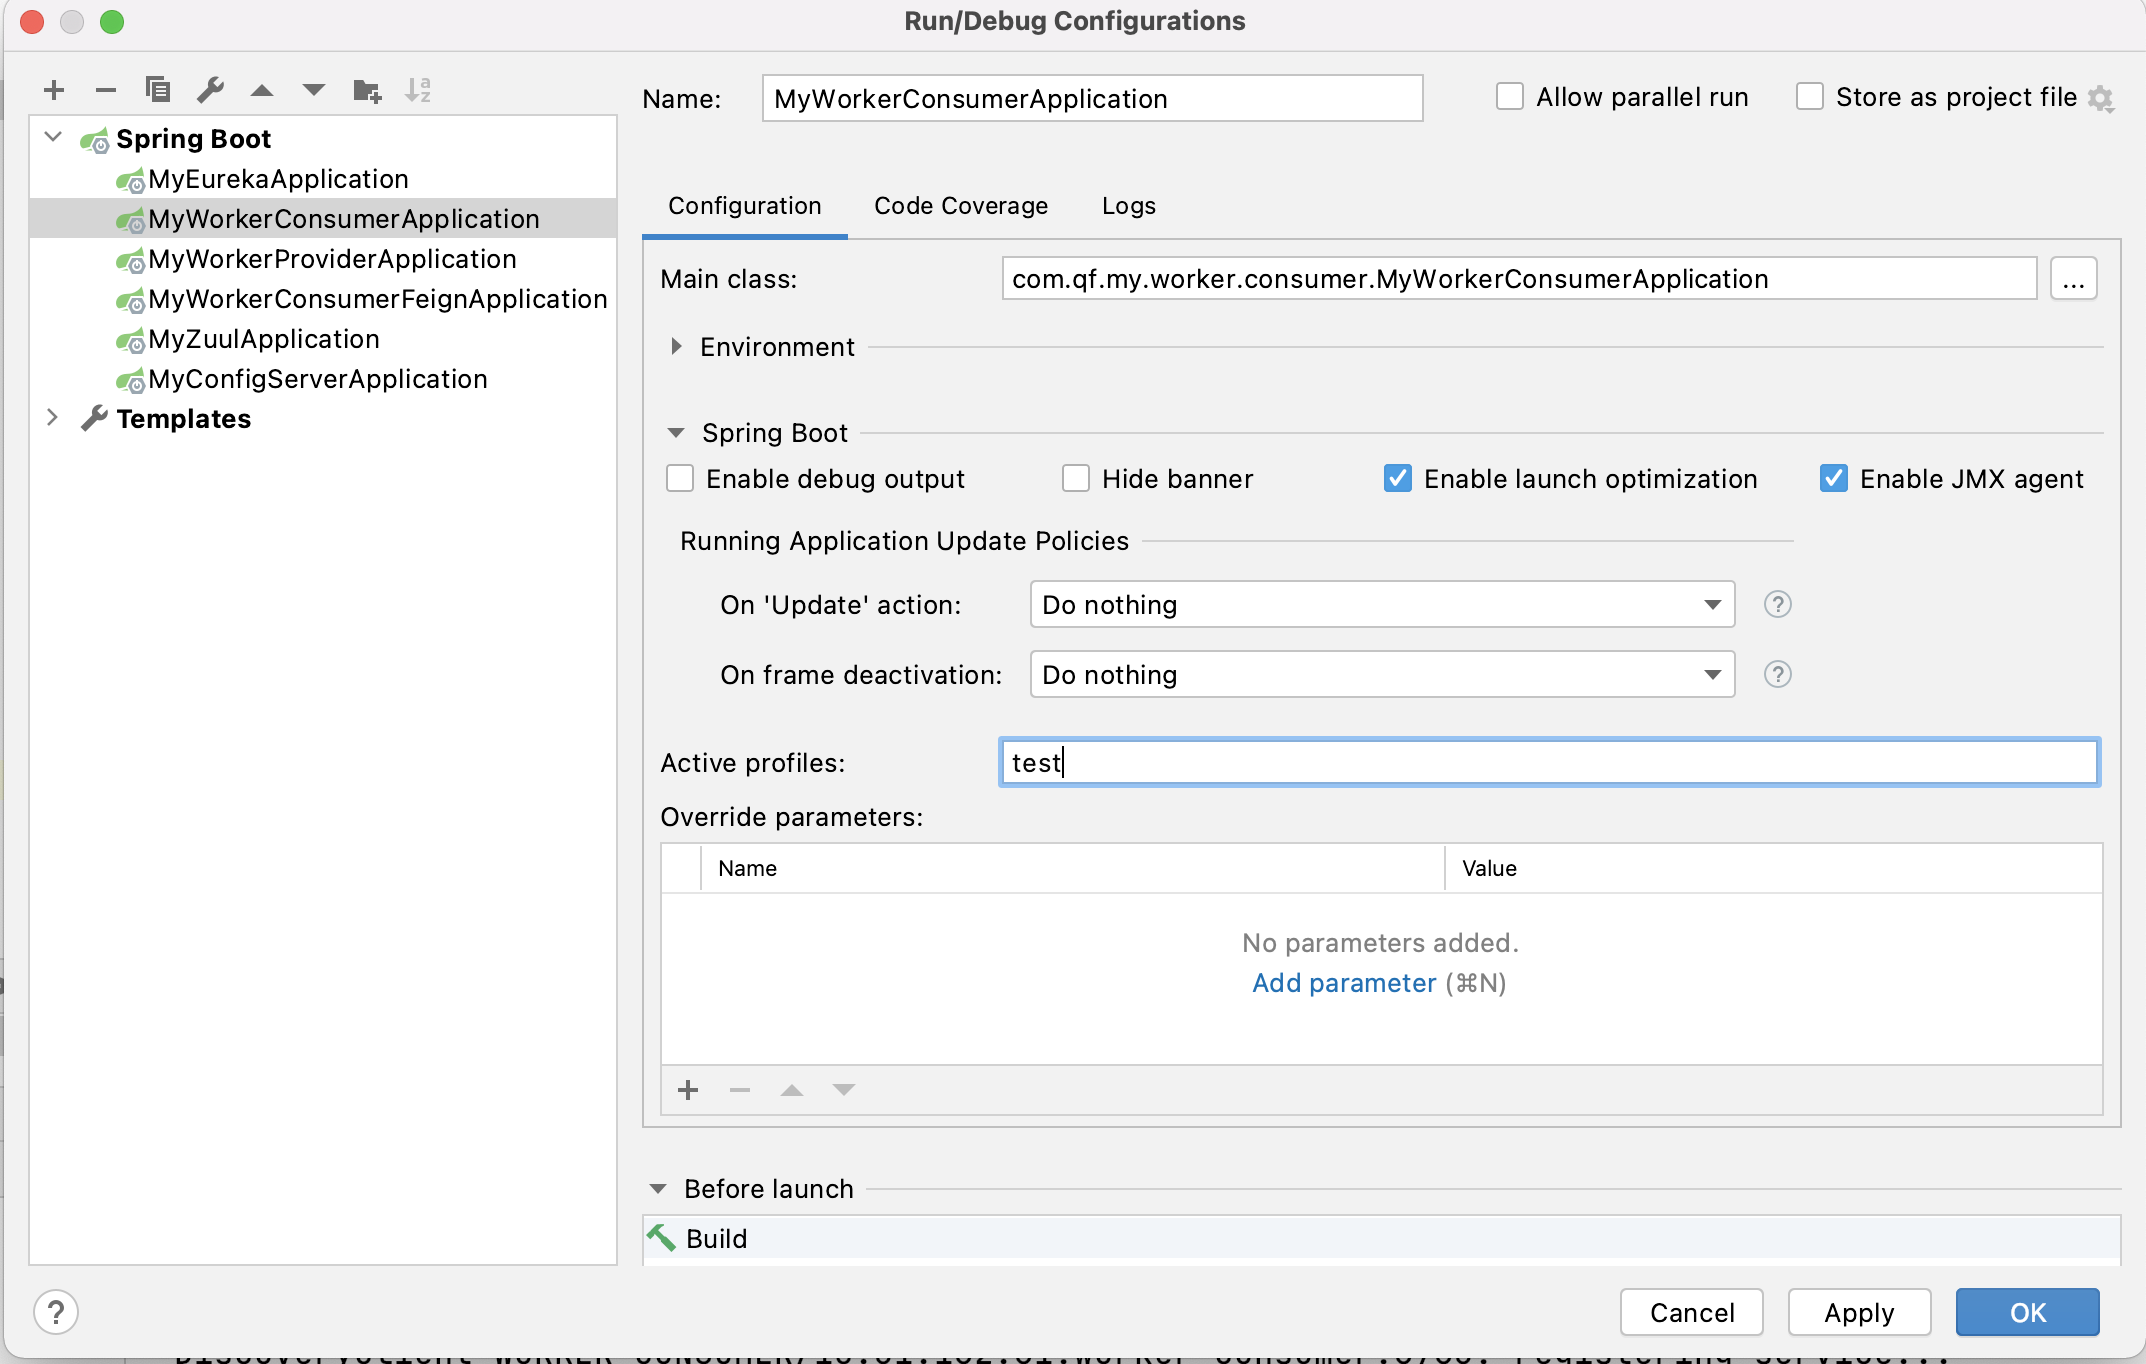 Run/Debug Configurations
Name: MyWorkerConsumerApplication Allow parallel run Store as project file
Spring Boot
MyEurekaApplication
MyWorkerConsumerApplication
MyWorkerProviderApplication
MyWorkerConsumerFeignApplication
MyZuulApplication
MyConfigServerApplication
Templates
Configuration Code Coverage Logs
Main class: com.qf.my.worker.consumer.MyWorkerConsumerApplication ...
Environment
Spring Boot
Enable debug output Hide banner Enable launch optimization Enable JMX agent
Running Application Update Policies
On 'Update' action: Do nothing ?
On frame deactivation: Do nothing ?
Active profiles: test
Override parameters:
Name Value
No parameters added.
Add parameter (⌘N)
Before launch
Build
? Cancel Apply OK